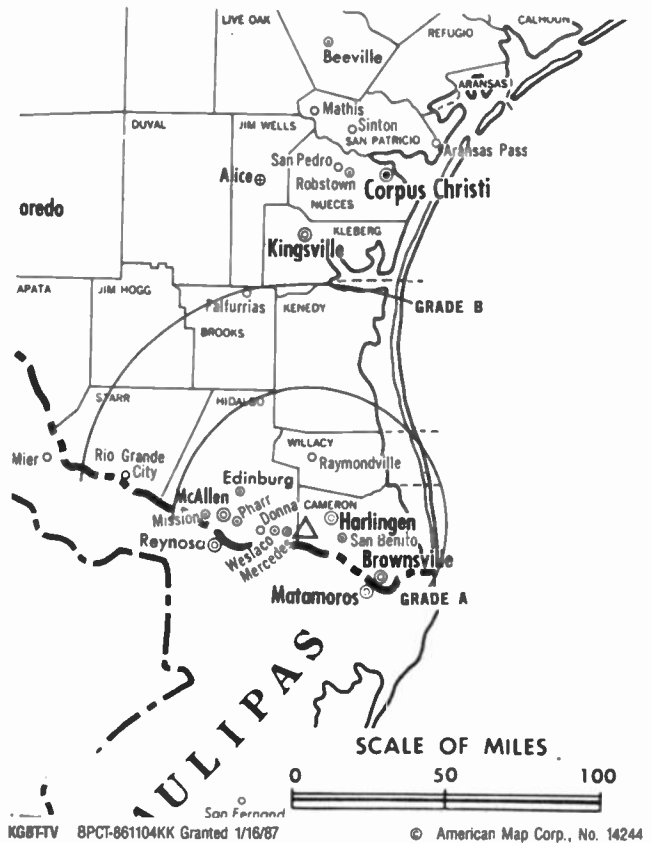 LIVE OAK
CALHOUN
REFUGIO
Beeville
ARANSAS
Mathis
DUVAL
JIM WELLS
Sinton
SAN PATRICIO
Aransas Pass
San Pedro
Alice
Robstown
Corpus Christi
NUECES
oredo
KLEBERG
Kingsville
APATA
JIM HOGG
Falfurrias
KENEDY
GRADE B
BROOKS
STARR
HIDALGO
WILLACY
Mier
Rio Grande
City
Raymondville
Edinburg
McAllen
Pharr
Mission
Donna
CAMERON
Harlingen
San Benito
Reynosa
Weslaco
Mercedes
Brownsville
Matamoros
GRADE A
AULIPAS
SCALE OF MILES
0 50 100
San Fernand
KGBT-TV BPCT-861104KK Granted 1/16/87 © American Map Corp., No. 14244